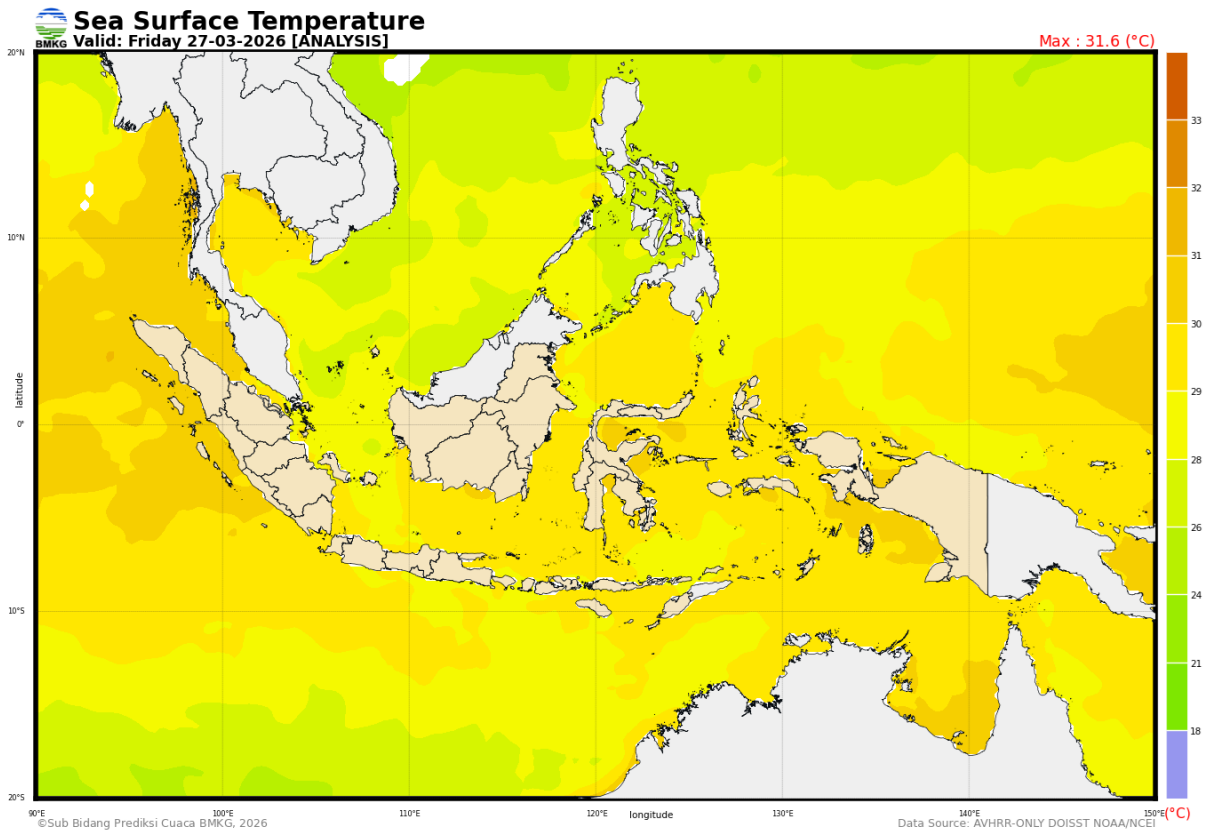 Sea Surface Temperature
BMKG
Valid: Friday 27-03-2026 [ANALYSIS]
Max : 31.6 (°C)
20°N
10°N
0°
10°S
20°S
latitude
33
32
31
30
29
28
26
24
21
18
(°C)
90°E
100°E
110°E
120°E
130°E
140°E
150°E
longitude
©Sub Bidang Prediksi Cuaca BMKG, 2026
Data Source: AVHRR-ONLY DOISST NOAA/NCEI